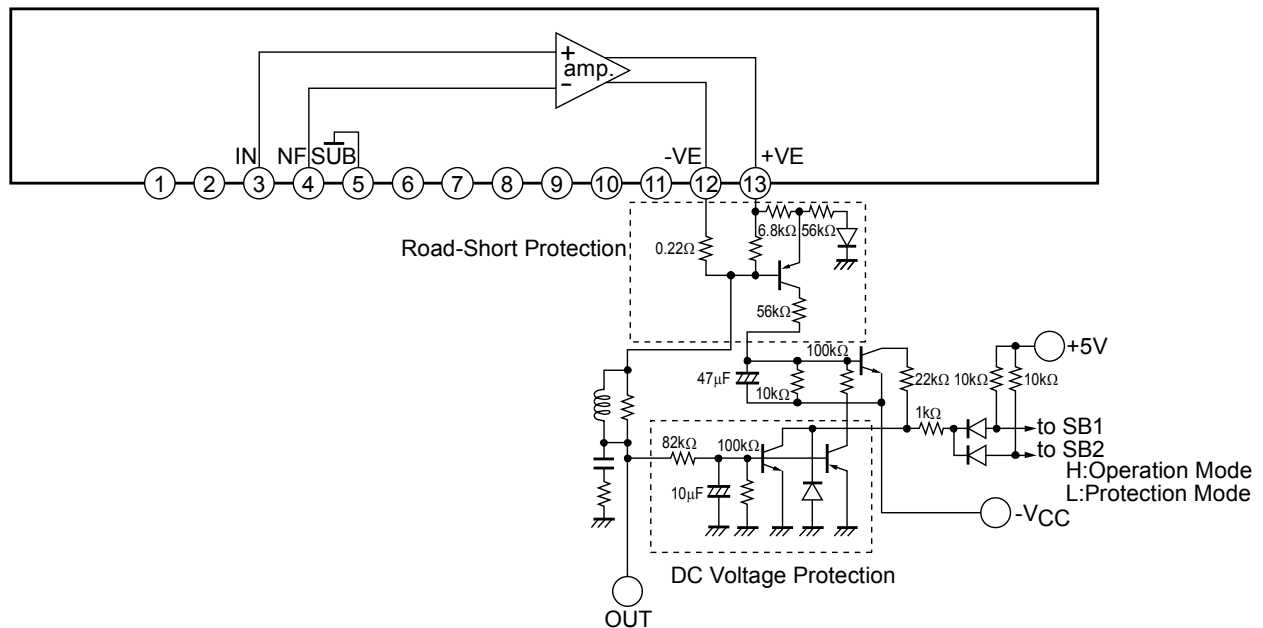 +
amp.
-
IN NF SUB -VE +VE
1 2 3 4 5 6 7 8 9 10 11 12 13
Road-Short Protection
0.22Ω
6.8kΩ 56kΩ
56kΩ
100kΩ
+5V
47μF
10kΩ
22kΩ
10kΩ 10kΩ
1kΩ
to SB1
to SB2
H:Operation Mode
L:Protection Mode
82kΩ 100kΩ
10μF
-VCC
DC Voltage Protection
OUT